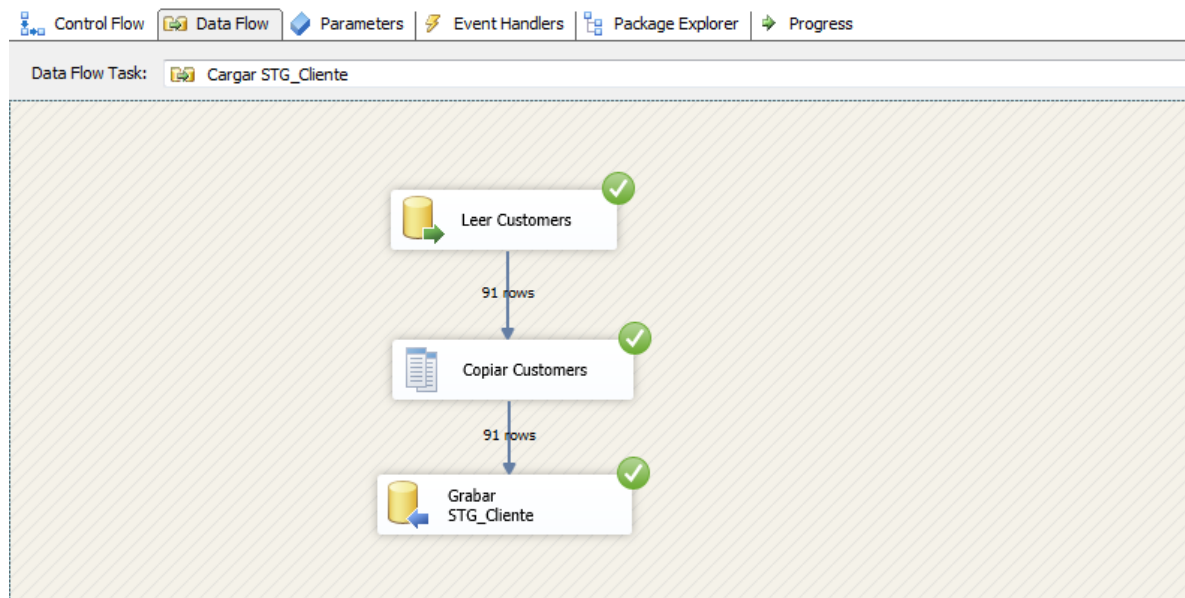 Control Flow Data Flow Parameters Event Handlers Package Explorer Progress
Data Flow Task: Cargar STG_Cliente
Leer Customers
91 rows
Copiar Customers
91 rows
Grabar
STG_Cliente